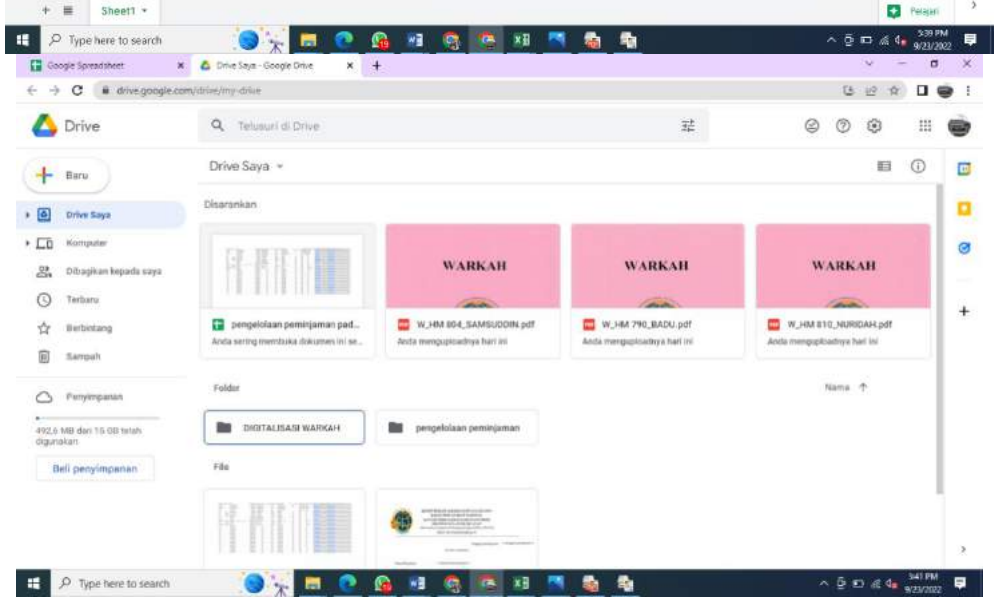 Sheet1
Pelajari
Type here to search
5:39 PM
9/23/2022
Google Spreadsheet
Drive Saya - Google Drive
drive.google.com/drive/my-drive
Drive
Telusuri di Drive
Baru
Drive Saya
Drive Saya
Komputer
Dibagikan kepada saya
Terbaru
Berbintang
Sampah
Penyimpanan
492,6 MB dari 15 GB telah
digunakan
Beli penyimpanan
Disarankan
WARKAH
WARKAH
WARKAH
pengelolaan peminjaman pad...
Anda sering membuka dokumen ini se...
W_HM 804_SAMSUDDIN.pdf
Anda menguploadnya hari ini
W_HM 790_BADU.pdf
Anda menguploadnya hari ini
W_HM 810_NURIDAH.pdf
Anda menguploadnya hari ini
Folder
Nama
DIGITALISASI WARKAH
pengelolaan peminjaman
File
Type here to search
5:41 PM
9/23/2022